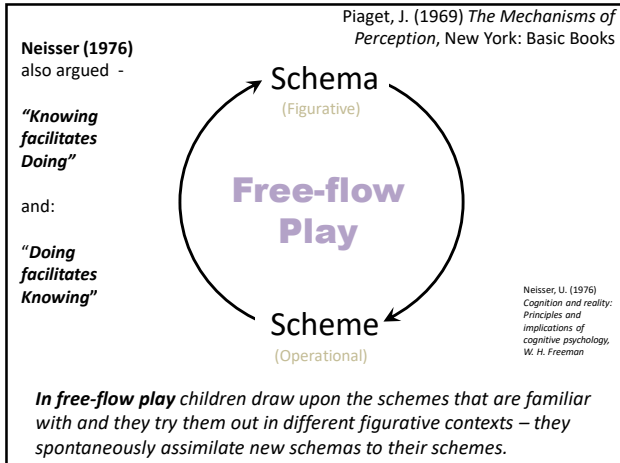 Piaget, J. (1969) The Mechanisms of
Perception, New York: Basic Books
Neisser (1976)
also argued -
“Knowing
facilitates
Doing”
and:
“Doing
facilitates
Knowing”
Schema
(Figurative)
Free-flow
Play
Scheme
(Operational)
Neisser, U. (1976)
Cognition and reality:
Principles and
implications of
cognitive psychology,
W. H. Freeman
In free-flow play children draw upon the schemes that are familiar
with and they try them out in different figurative contexts – they
spontaneously assimilate new schemas to their schemes.